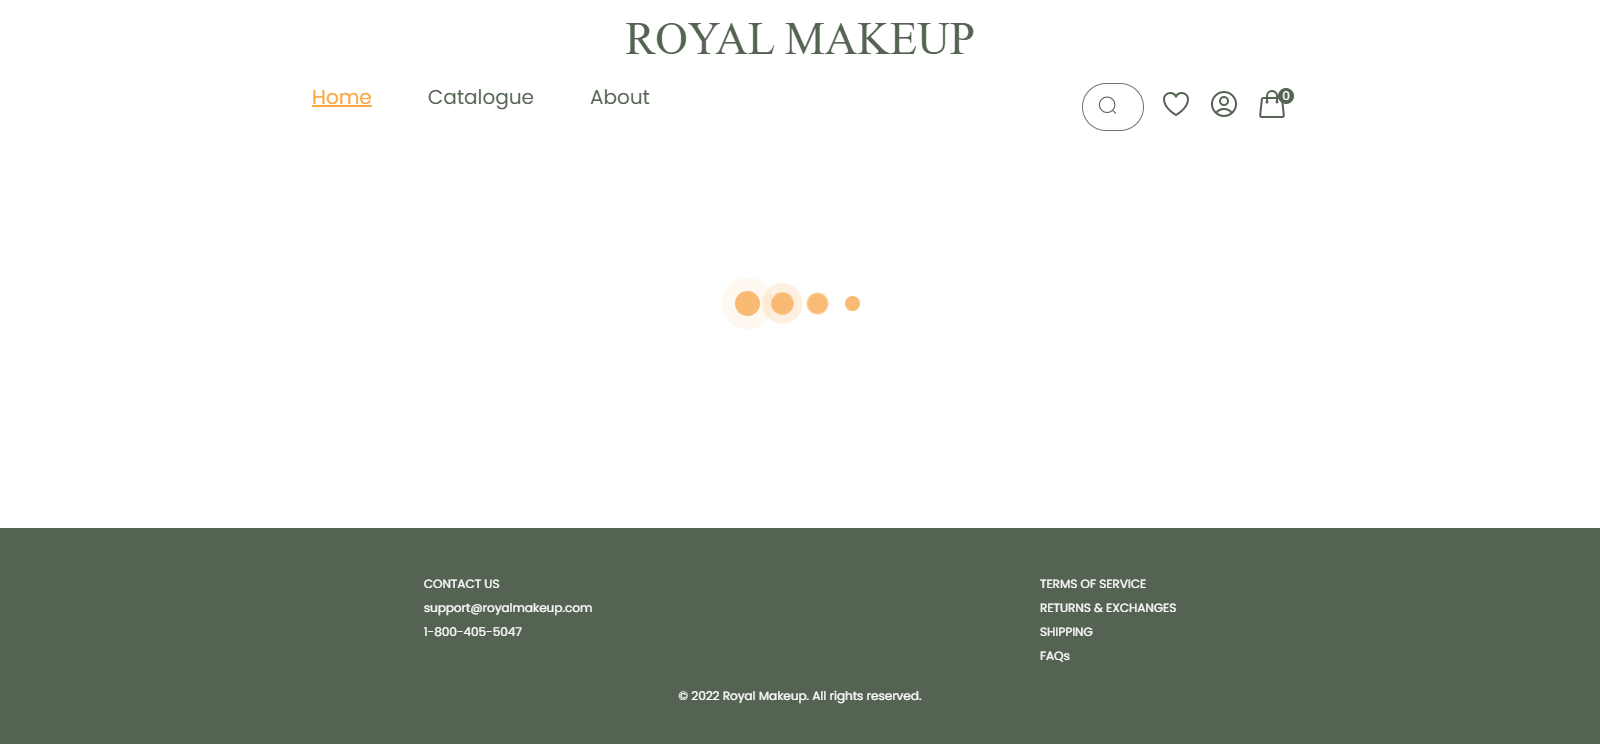 ROYAL MAKEUP
Home Catalogue About
0
CONTACT US
support@royalmakeup.com
1-800-405-5047
TERMS OF SERVICE
RETURNS & EXCHANGES
SHIPPING
FAQs
© 2022 Royal Makeup. All rights reserved.